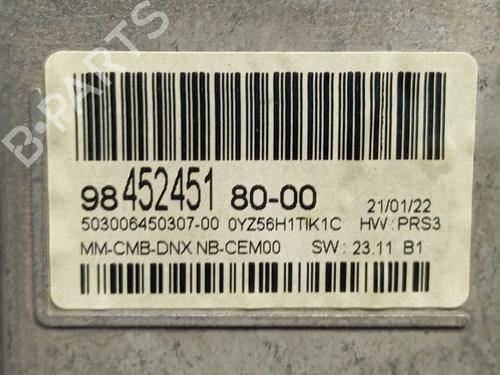 B-PARTS
98 452451 80-00
21/01/22
503006450307-00 0YZ56H1TIK1C HW: PRS3
MM-CMB-DNX NB-CEM00 SW: 23.11 B1